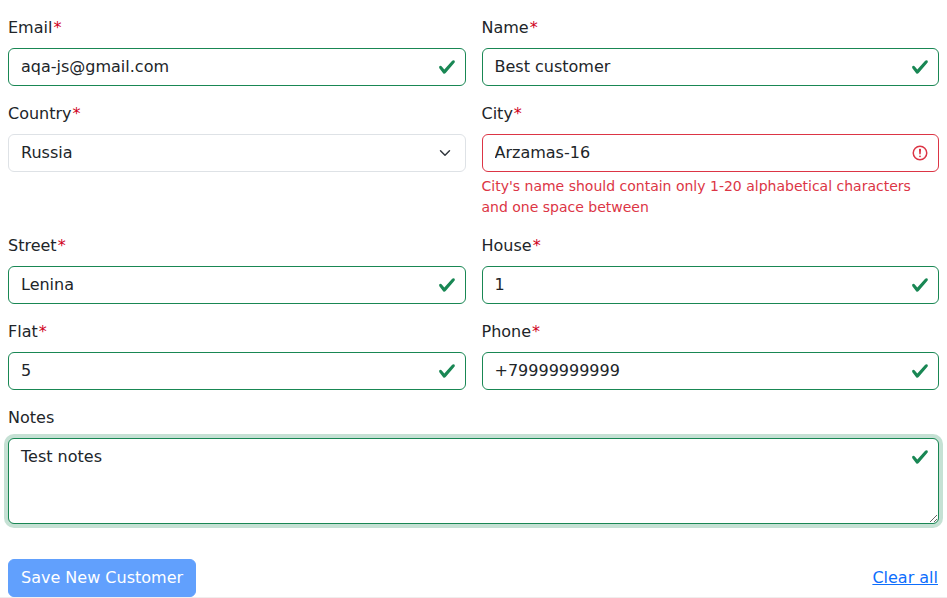 Email* Name*
aqa-js@gmail.com Best customer
Country* City*
Russia Arzamas-16
City's name should contain only 1-20 alphabetical characters
and one space between
Street* House*
Lenina 1
Flat* Phone*
5 +79999999999
Notes
Test notes
Save New Customer Clear all